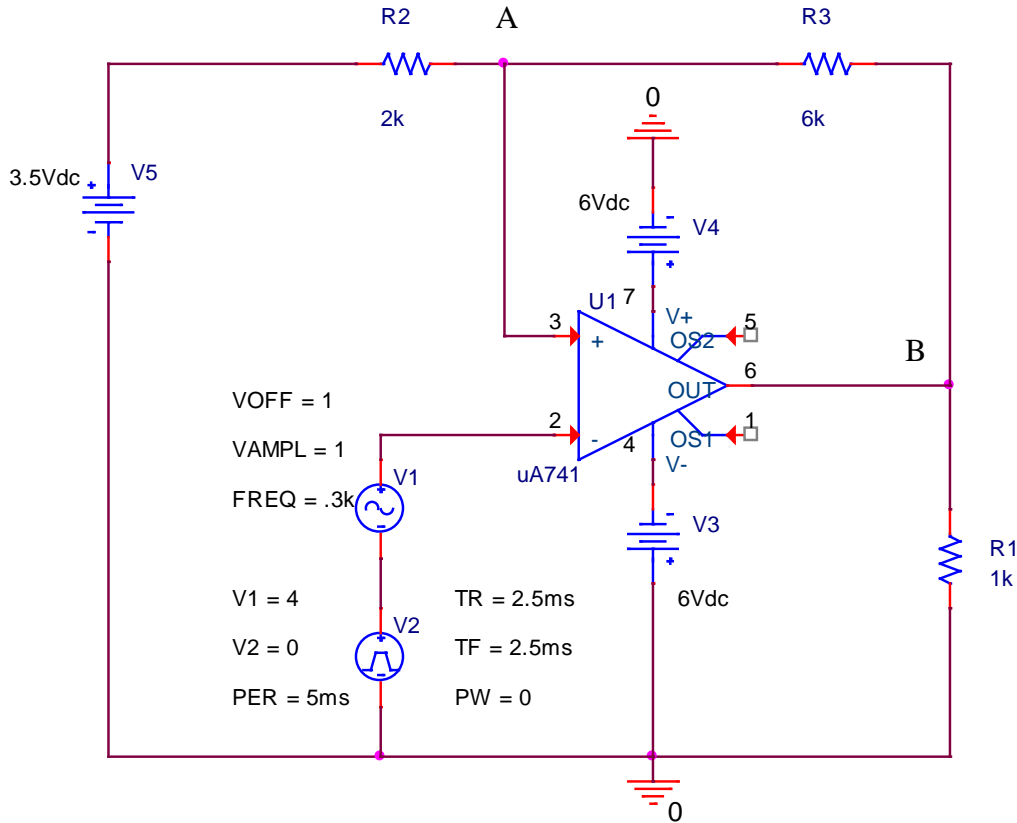 R2
A
R3
2k
0
6k
3.5Vdc
V5
6Vdc
V4
U1
7
V+
3
+
5
OS2
B
6
OUT
VOFF = 1
2
-
4
1
OS1
V-
VAMPL = 1
V1
uA741
FREQ = .3k
V3
R1
1k
V1 = 4
TR = 2.5ms
6Vdc
V2
V2 = 0
TF = 2.5ms
PER = 5ms
PW = 0
0